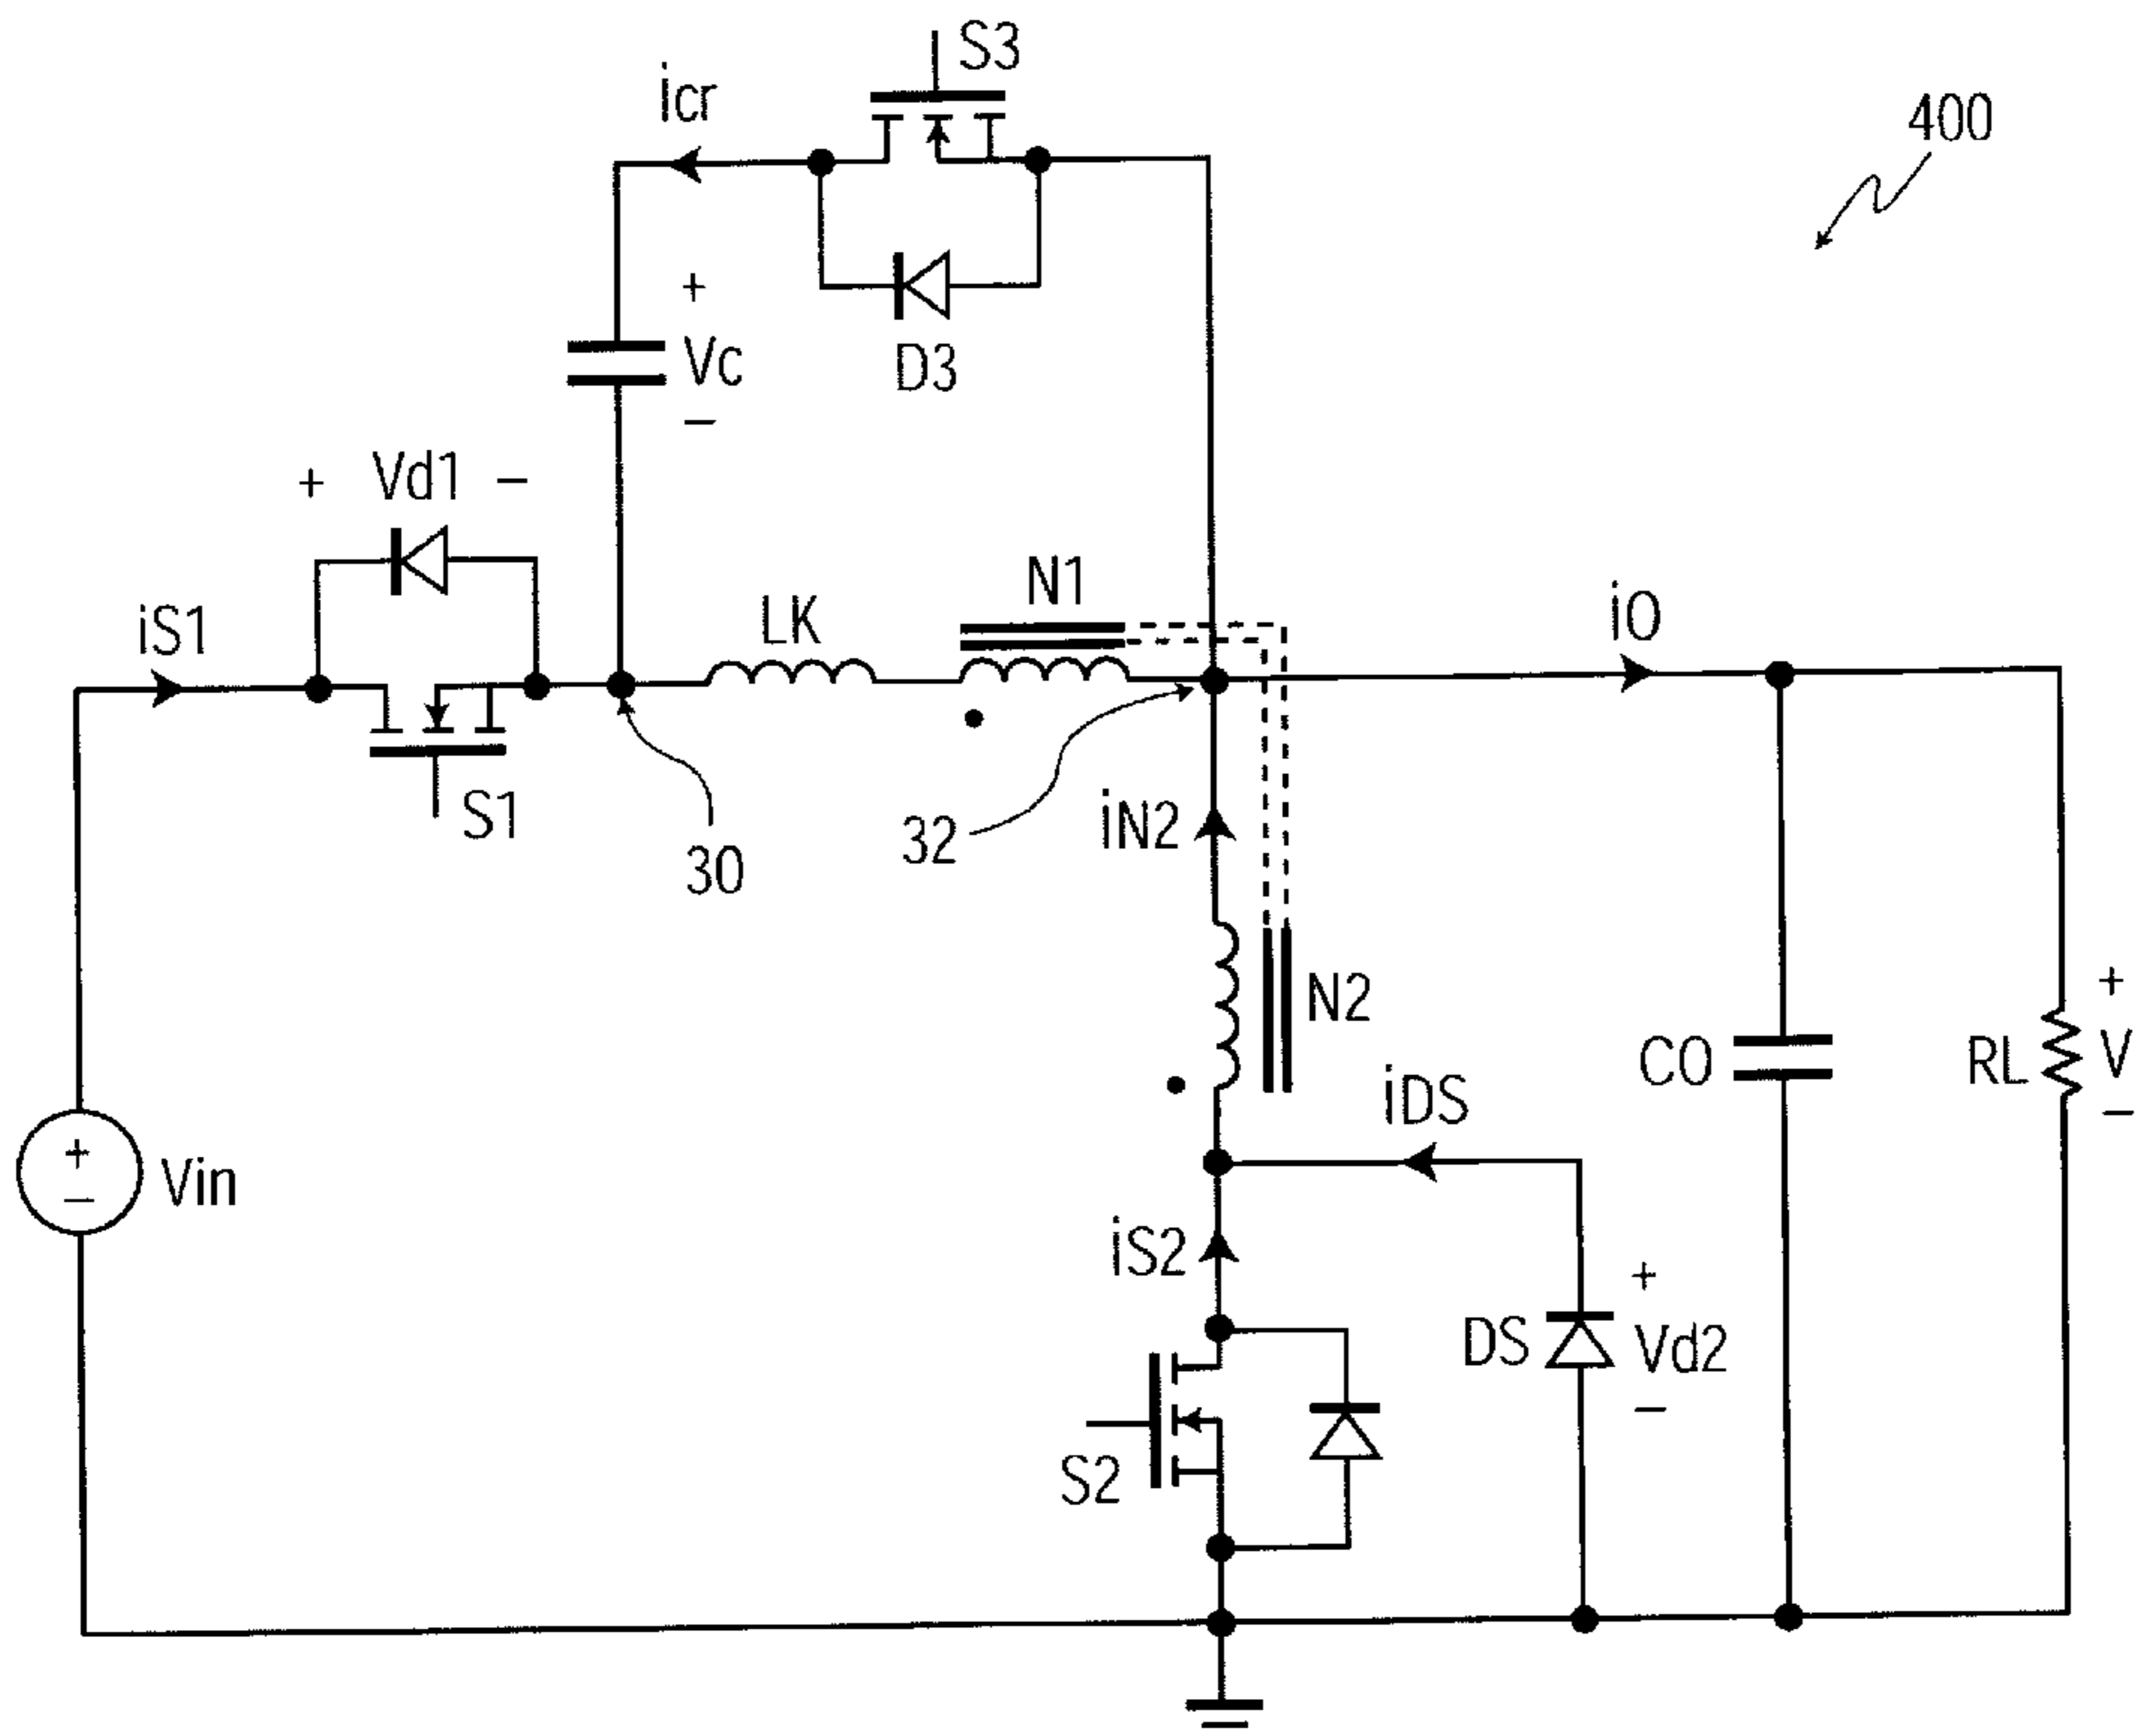 S3
icr
400
+
Vc
−
D3
+ Vd1 −
iS1
LK
N1
iO
S1
30
32
iN2
N2
CO
RL
+
V
−
iDS
+
−
Vin
iS2
DS
+
Vd2
−
S2